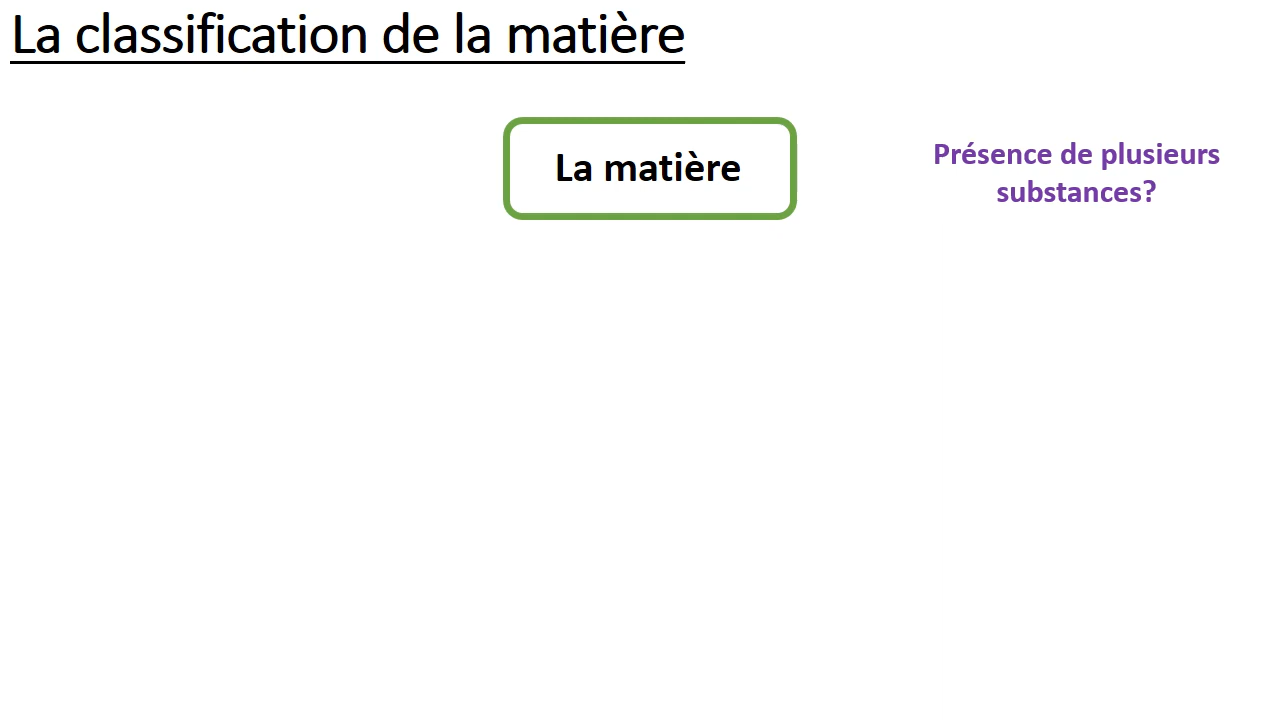 La classification de la matière
La matière
Présence de plusieurs
substances?